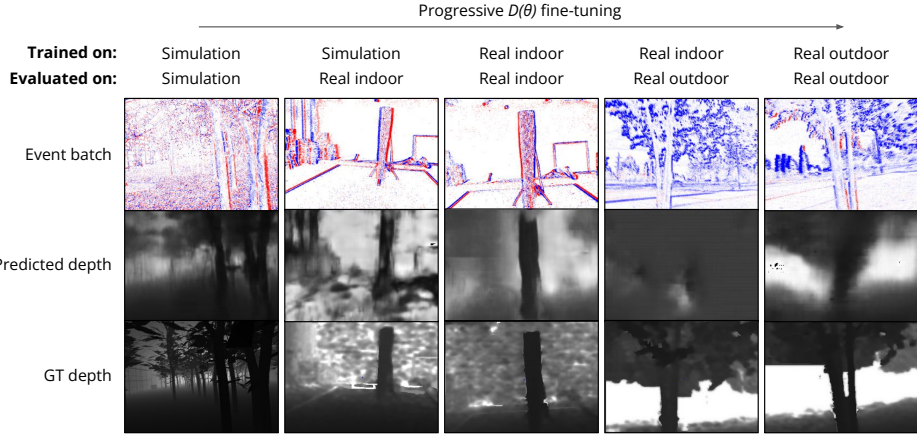 Progressive D(θ) fine-tuning
Trained on: Simulation Simulation Real indoor Real indoor Real outdoor
Evaluated on: Simulation Real indoor Real indoor Real outdoor Real outdoor
Event batch
Predicted depth
GT depth